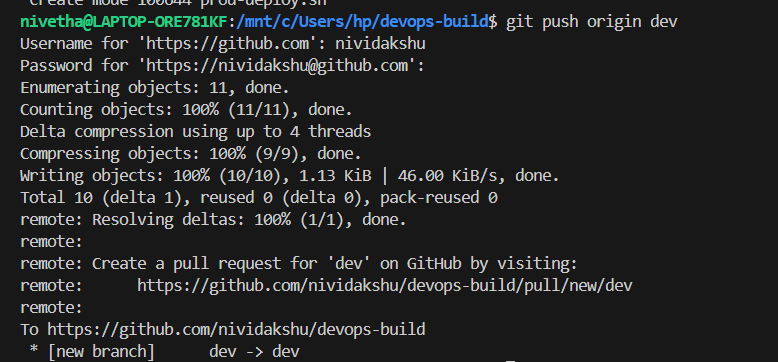 create mode 100644 prod-deploy.sh
nivetha@LAPTOP-ORE781KF:/mnt/c/Users/hp/devops-build$ git push origin dev
Username for 'https://github.com': nividakshu
Password for 'https://nividakshu@github.com':
Enumerating objects: 11, done.
Counting objects: 100% (11/11), done.
Delta compression using up to 4 threads
Compressing objects: 100% (9/9), done.
Writing objects: 100% (10/10), 1.13 KiB | 46.00 KiB/s, done.
Total 10 (delta 1), reused 0 (delta 0), pack-reused 0
remote: Resolving deltas: 100% (1/1), done.
remote:
remote: Create a pull request for 'dev' on GitHub by visiting:
remote:      https://github.com/nividakshu/devops-build/pull/new/dev
remote:
To https://github.com/nividakshu/devops-build
 * [new branch]      dev -> dev